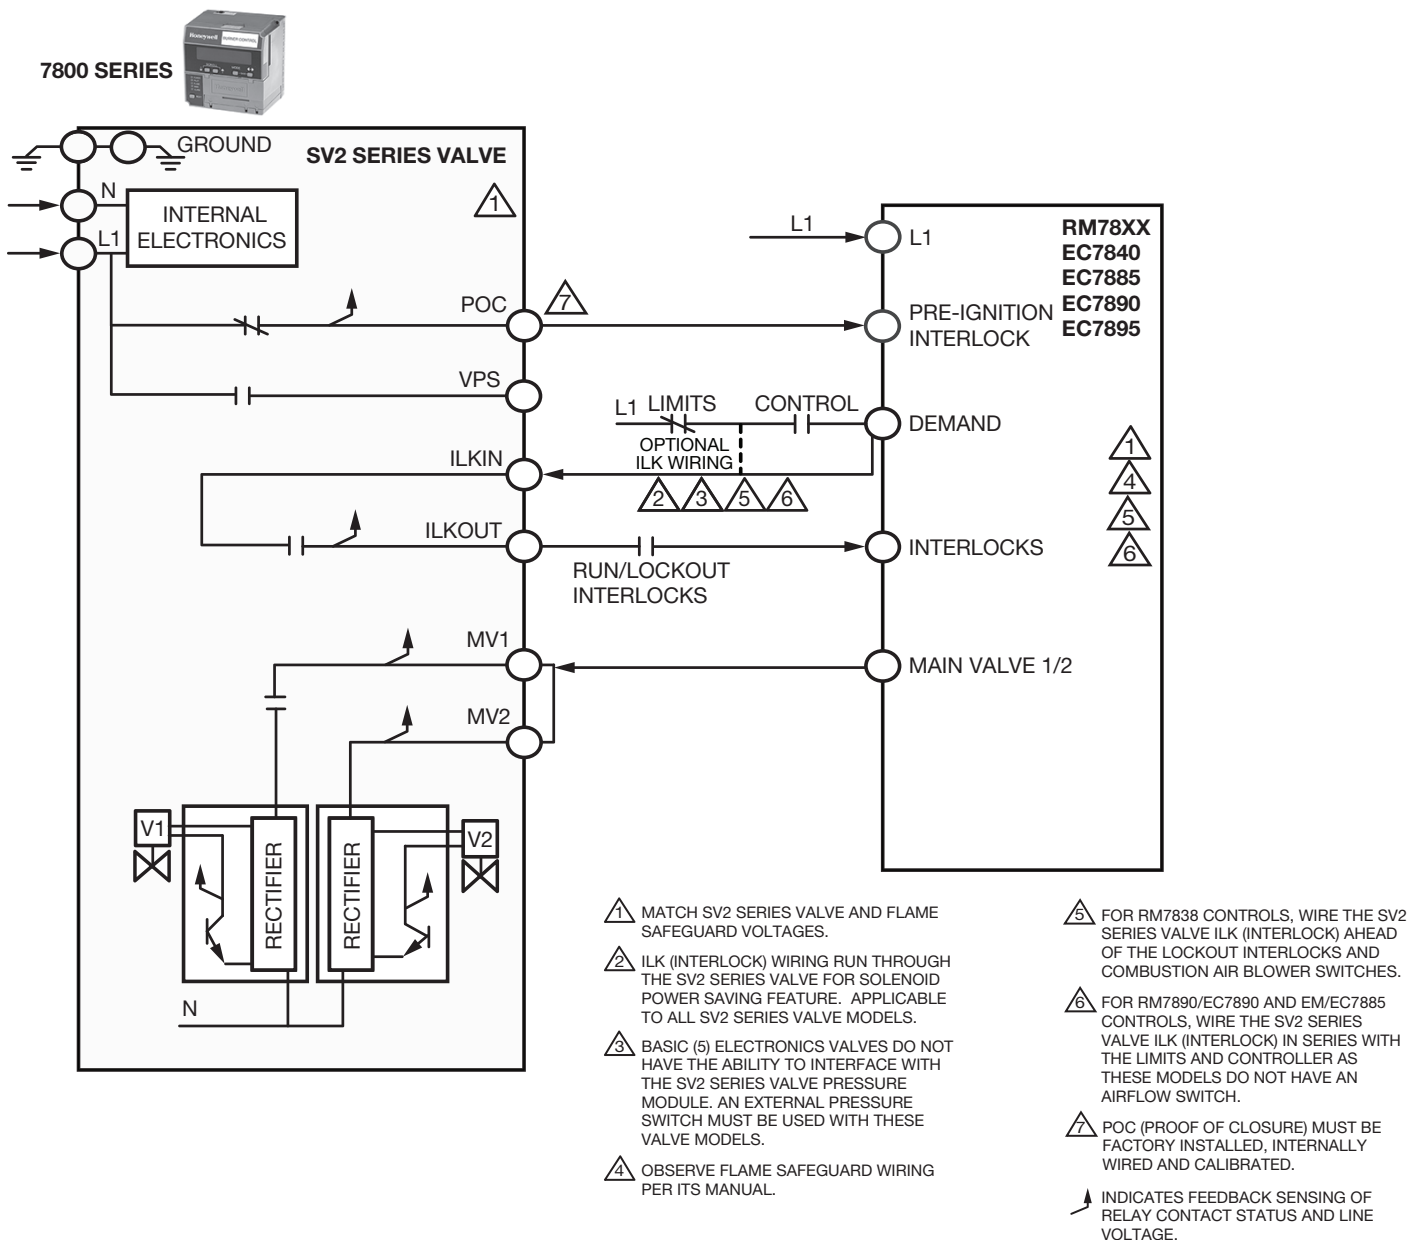 7800 SERIES
Honeywell
BURNER CONTROL
GROUND
SV2 SERIES VALVE
1
N
INTERNAL
ELECTRONICS
L1
POC
7
VPS
ILKIN
ILKOUT
MV1
MV2
V1
RECTIFIER
RECTIFIER
V2
N
L1
L1
RM78XX
EC7840
EC7885
EC7890
EC7895
PRE-IGNITION
INTERLOCK
L1 LIMITS
CONTROL
DEMAND
OPTIONAL
ILK WIRING
2 3 5 6
1
4
5
6
RUN/LOCKOUT
INTERLOCKS
INTERLOCKS
MAIN VALVE 1/2
1 MATCH SV2 SERIES VALVE AND FLAME
SAFEGUARD VOLTAGES.
2 ILK (INTERLOCK) WIRING RUN THROUGH
THE SV2 SERIES VALVE FOR SOLENOID
POWER SAVING FEATURE. APPLICABLE
TO ALL SV2 SERIES VALVE MODELS.
3 BASIC (5) ELECTRONICS VALVES DO NOT
HAVE THE ABILITY TO INTERFACE WITH
THE SV2 SERIES VALVE PRESSURE
MODULE. AN EXTERNAL PRESSURE
SWITCH MUST BE USED WITH THESE
VALVE MODELS.
4 OBSERVE FLAME SAFEGUARD WIRING
PER ITS MANUAL.
5 FOR RM7838 CONTROLS, WIRE THE SV2
SERIES VALVE ILK (INTERLOCK) AHEAD
OF THE LOCKOUT INTERLOCKS AND
COMBUSTION AIR BLOWER SWITCHES.
6 FOR RM7890/EC7890 AND EM/EC7885
CONTROLS, WIRE THE SV2 SERIES
VALVE ILK (INTERLOCK) IN SERIES WITH
THE LIMITS AND CONTROLLER AS
THESE MODELS DO NOT HAVE AN
AIRFLOW SWITCH.
7 POC (PROOF OF CLOSURE) MUST BE
FACTORY INSTALLED, INTERNALLY
WIRED AND CALIBRATED.
INDICATES FEEDBACK SENSING OF
RELAY CONTACT STATUS AND LINE
VOLTAGE.